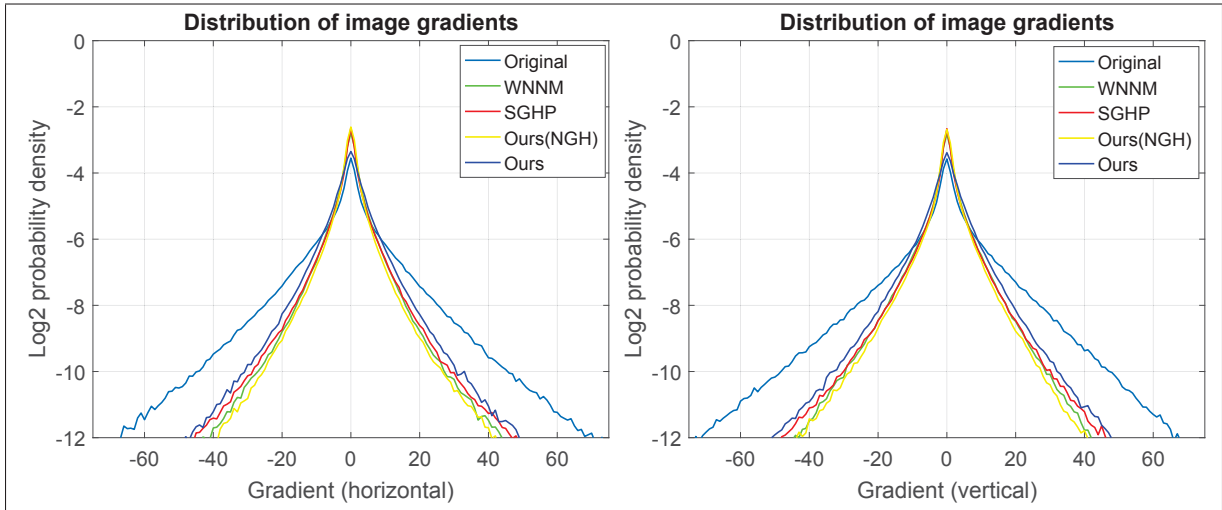 Distribution of image gradients
0
-2
-4
-6
-8
-10
-12
Log2 probability density
Original
WNNM
SGHP
Ours(NGH)
Ours
-60 -40 -20 0 20 40 60
Gradient (horizontal)
Distribution of image gradients
0
-2
-4
-6
-8
-10
-12
Log2 probability density
Original
WNNM
SGHP
Ours(NGH)
Ours
-60 -40 -20 0 20 40 60
Gradient (vertical)